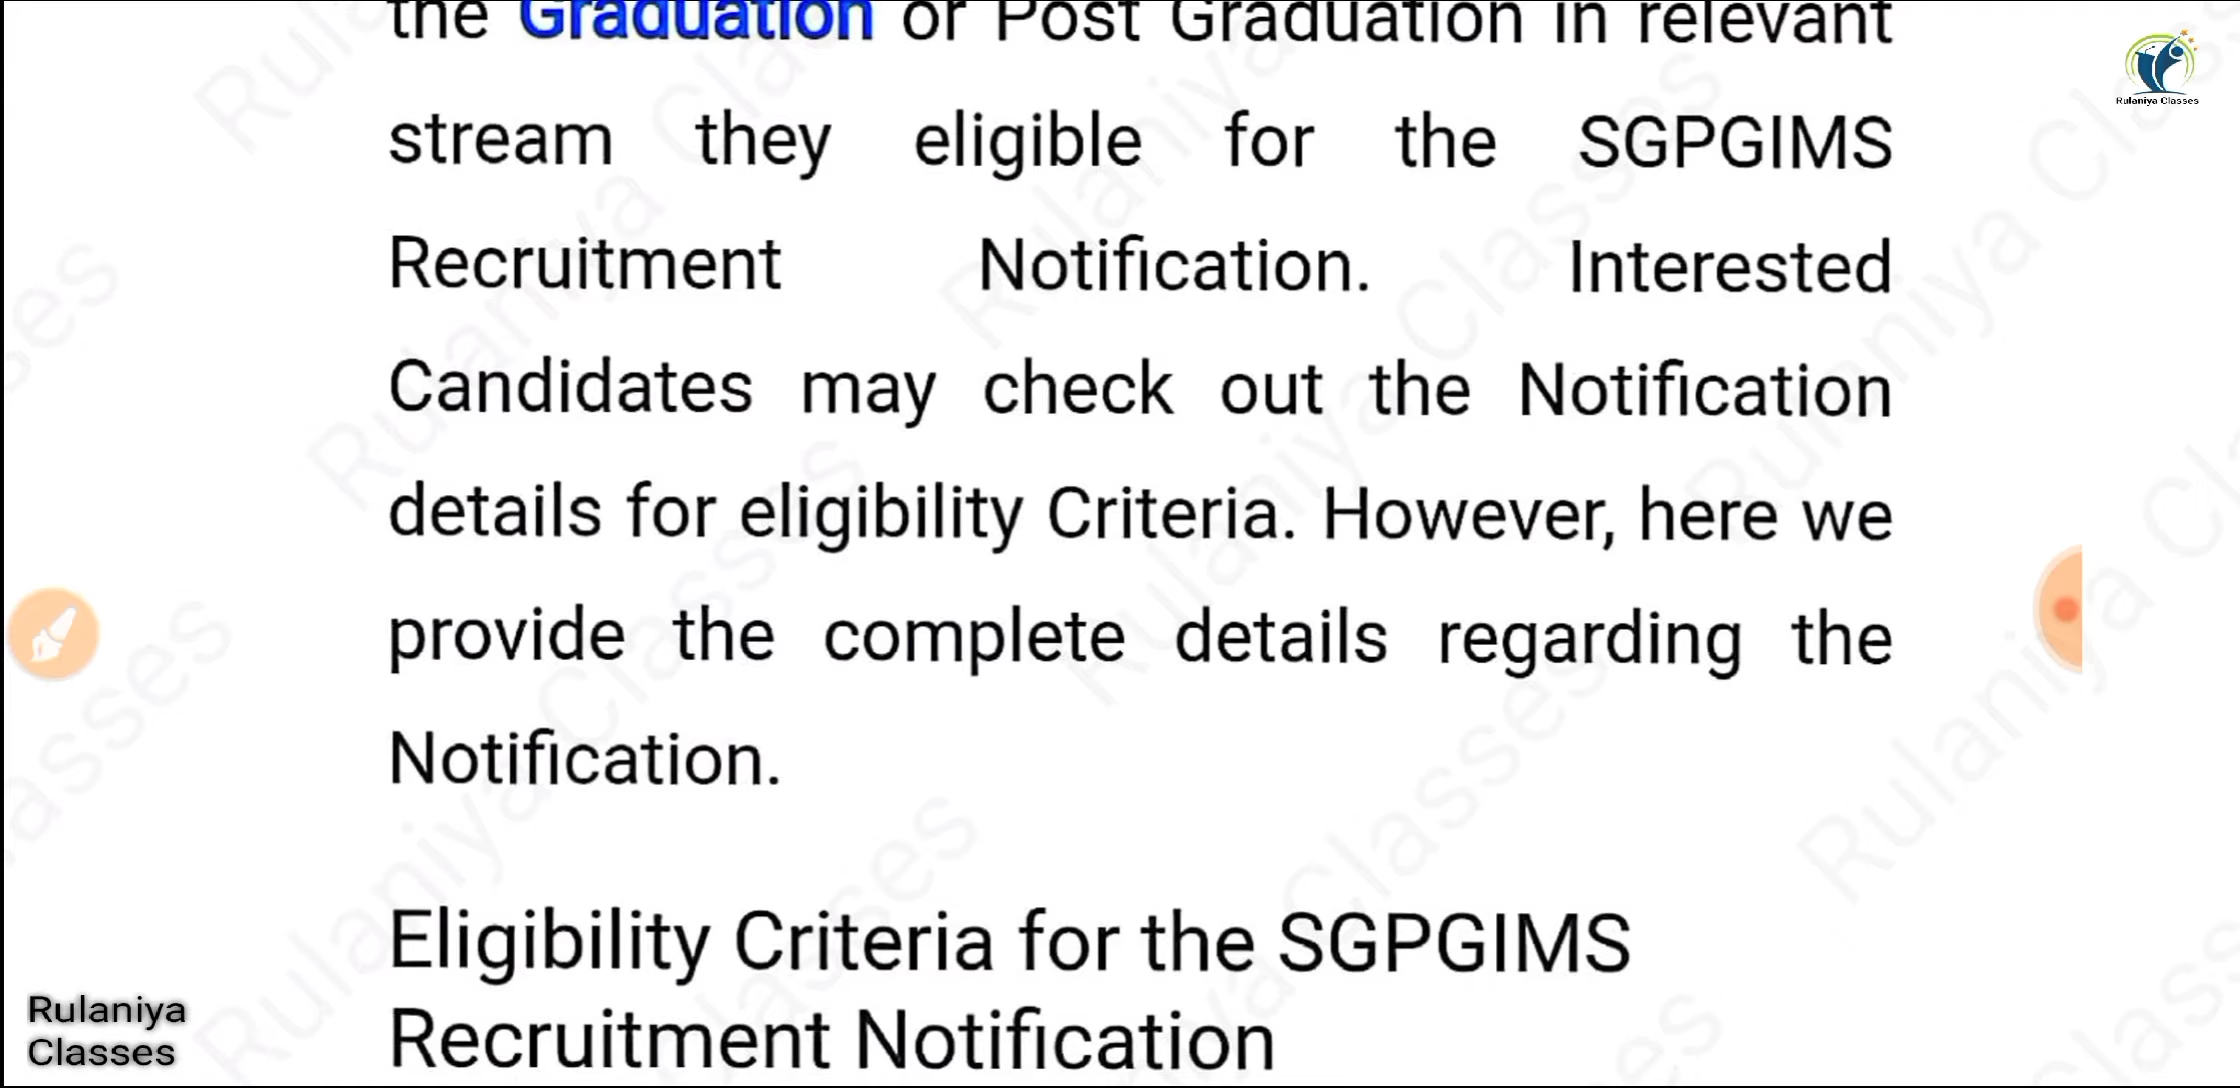 the Graduation or Post Graduation in relevant
stream they eligible for the SGPGIMS
Recruitment Notification. Interested
Candidates may check out the Notification
details for eligibility Criteria. However, here we
provide the complete details regarding the
Notification.
Eligibility Criteria for the SGPGIMS
Recruitment Notification
Rulaniya Classes
Rulaniya
Classes